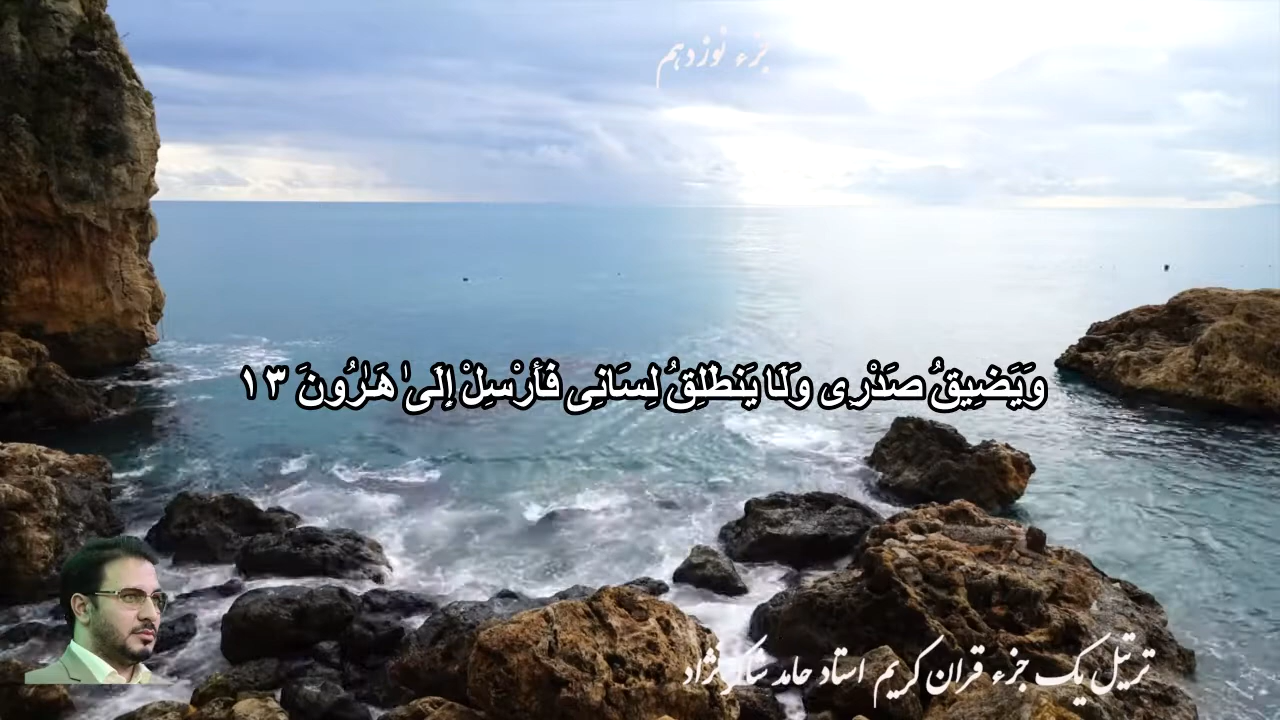 جزء نوزدهم
وَيَضِيقُ صَدْرِى وَلَا يَنطَلِقُ لِسَانِى فَأَرْسِلْ إِلَىٰ هَـٰرُونَ ١٣
ترتیل یک جزء قران کریم استاد حامد شاکرنژاد